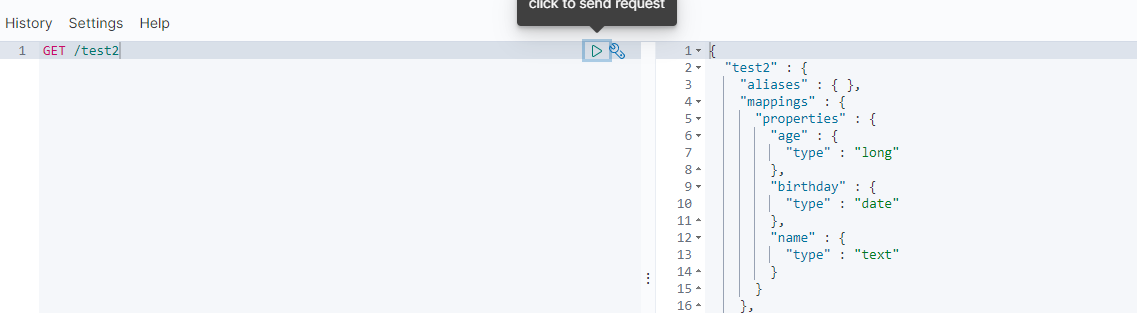 click to send request
History Settings Help
1 GET /test2
1 {
2 "test2" : {
3 "aliases" : { },
4 "mappings" : {
5 "properties" : {
6 "age" : {
7 "type" : "long"
8 },
9 "birthday" : {
10 "type" : "date"
11 },
12 "name" : {
13 "type" : "text"
14 }
15 }
16 },